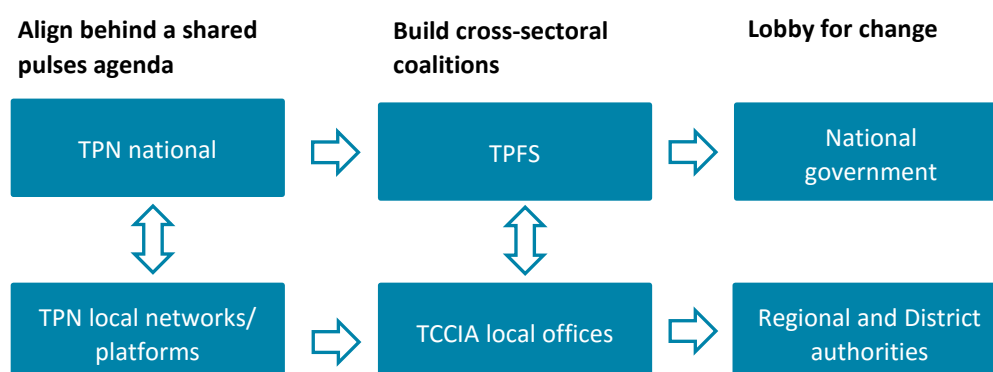 Align behind a shared
pulses agenda
Build cross-sectoral
coalitions
Lobby for change
TPN national
TPFS
National
government
TPN local networks/
platforms
TCCIA local offices
Regional and District
authorities